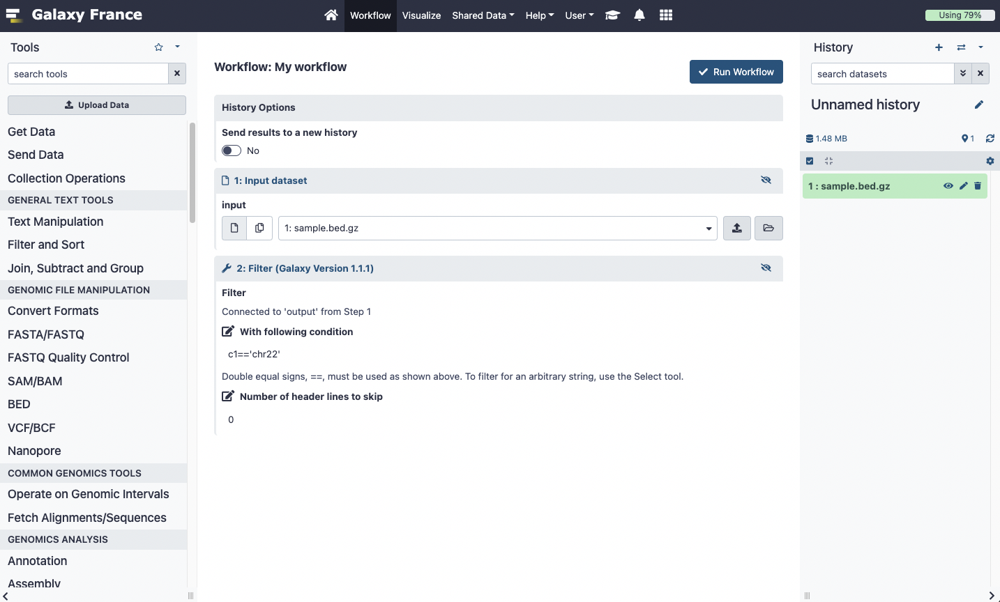 Galaxy France
Workflow
Visualize
Shared Data
Help
User
Using 79%
Tools
search tools
Upload Data
Get Data
Send Data
Collection Operations
GENERAL TEXT TOOLS
Text Manipulation
Filter and Sort
Join, Subtract and Group
GENOMIC FILE MANIPULATION
Convert Formats
FASTA/FASTQ
FASTQ Quality Control
SAM/BAM
BED
VCF/BCF
Nanopore
COMMON GENOMICS TOOLS
Operate on Genomic Intervals
Fetch Alignments/Sequences
GENOMICS ANALYSIS
Annotation
Assembly
Workflow: My workflow
Run Workflow
History Options
Send results to a new history
No
1: Input dataset
input
1: sample.bed.gz
2: Filter (Galaxy Version 1.1.1)
Filter
Connected to 'output' from Step 1
With following condition
c1=='chr22'
Double equal signs, ==, must be used as shown above. To filter for an arbitrary string, use the Select tool.
Number of header lines to skip
0
History
search datasets
Unnamed history
1.48 MB
1
1 : sample.bed.gz